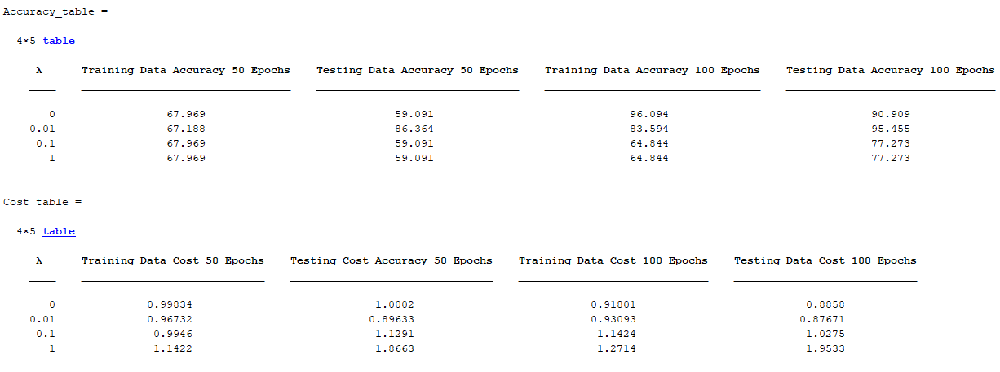 Accuracy_table =
4×5 table
λ Training Data Accuracy 50 Epochs Testing Data Accuracy 50 Epochs Training Data Accuracy 100 Epochs Testing Data Accuracy 100 Epochs
0 67.969 59.091 96.094 90.909
0.01 67.188 86.364 83.594 95.455
0.1 67.969 59.091 64.844 77.273
1 67.969 59.091 64.844 77.273
Cost_table =
4×5 table
λ Training Data Cost 50 Epochs Testing Cost Accuracy 50 Epochs Training Data Cost 100 Epochs Testing Data Cost 100 Epochs
0 0.99834 1.0002 0.91801 0.8858
0.01 0.96732 0.89633 0.93093 0.87671
0.1 0.9946 1.1291 1.1424 1.0275
1 1.1422 1.8663 1.2714 1.9533